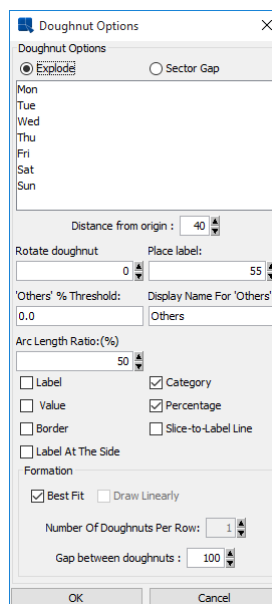 Doughnut Options
Doughnut Options
Explode Sector Gap
Mon
Tue
Wed
Thu
Fri
Sat
Sun
Distance from origin : 40
Rotate doughnut Place label:
0 55
'Others' % Threshold: Display Name For 'Others'
0.0 Others
Arc Length Ratio:(%)
50
Label Category
Value Percentage
Border Slice-to-Label Line
Label At The Side
Formation
Best Fit Draw Linearly
Number Of Doughnuts Per Row: 1
Gap between doughnuts : 100
OK Cancel